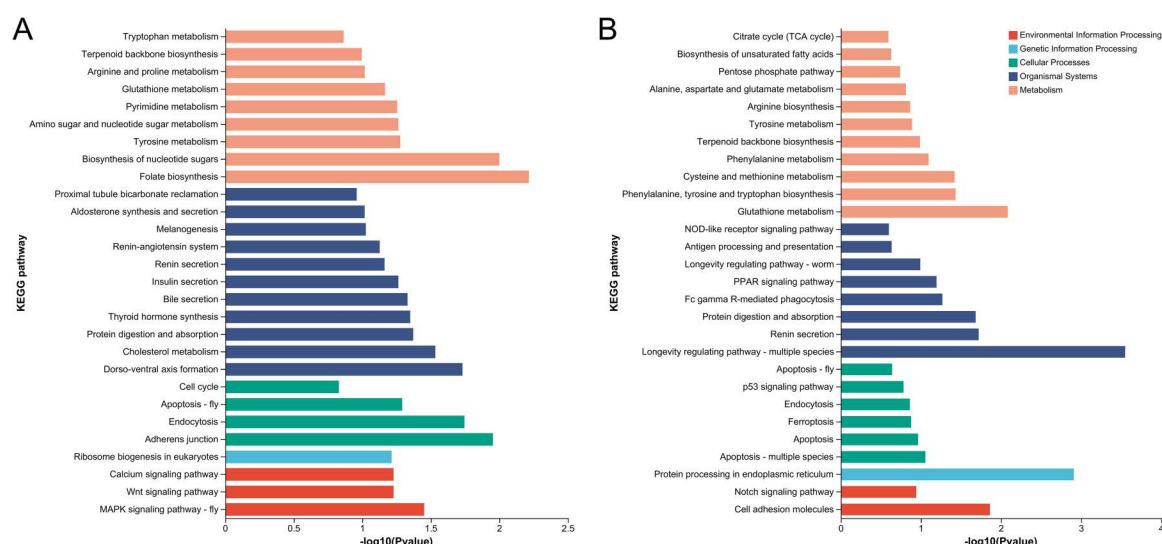 A
KEGG pathway
Tryptophan metabolism
Terpenoid backbone biosynthesis
Arginine and proline metabolism
Glutathione metabolism
Pyrimidine metabolism
Amino sugar and nucleotide sugar metabolism
Tyrosine metabolism
Biosynthesis of nucleotide sugars
Folate biosynthesis
Proximal tubule bicarbonate reclamation
Aldosterone synthesis and secretion
Melanogenesis
Renin-angiotensin system
Renin secretion
Insulin secretion
Bile secretion
Thyroid hormone synthesis
Protein digestion and absorption
Cholesterol metabolism
Dorso-ventral axis formation
Cell cycle
Apoptosis - fly
Endocytosis
Adherens junction
Ribosome biogenesis in eukaryotes
Calcium signaling pathway
Wnt signaling pathway
MAPK signaling pathway - fly
0 0.5 1 1.5 2 2.5
-log10(Pvalue)
B
KEGG pathway
Citrate cycle (TCA cycle)
Biosynthesis of unsaturated fatty acids
Pentose phosphate pathway
Alanine, aspartate and glutamate metabolism
Arginine biosynthesis
Tyrosine metabolism
Terpenoid backbone biosynthesis
Phenylalanine metabolism
Cysteine and methionine metabolism
Phenylalanine, tyrosine and tryptophan biosynthesis
Glutathione metabolism
NOD-like receptor signaling pathway
Antigen processing and presentation
Longevity regulating pathway - worm
PPAR signaling pathway
Fc gamma R-mediated phagocytosis
Protein digestion and absorption
Renin secretion
Longevity regulating pathway - multiple species
Apoptosis - fly
p53 signaling pathway
Endocytosis
Ferroptosis
Apoptosis
Apoptosis - multiple species
Protein processing in endoplasmic reticulum
Notch signaling pathway
Cell adhesion molecules
0 1 2 3 4
-log10(Pvalue)
Environmental Information Processing
Genetic Information Processing
Cellular Processes
Organismal Systems
Metabolism